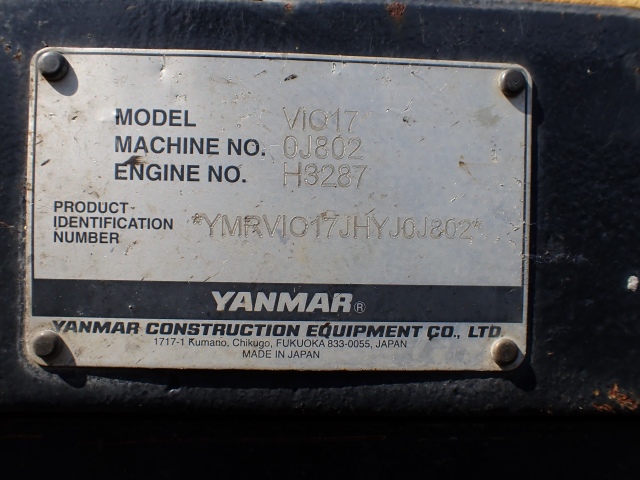 MODEL ViO17
MACHINE NO. 0J802
ENGINE NO. H3287
PRODUCT
IDENTIFICATION
NUMBER *YMRVIO17JHYJ0J802*
YANMAR®
YANMAR CONSTRUCTION EQUIPMENT CO., LTD.
1717-1 Kumano, Chikugo, FUKUOKA 833-0055, JAPAN
MADE IN JAPAN